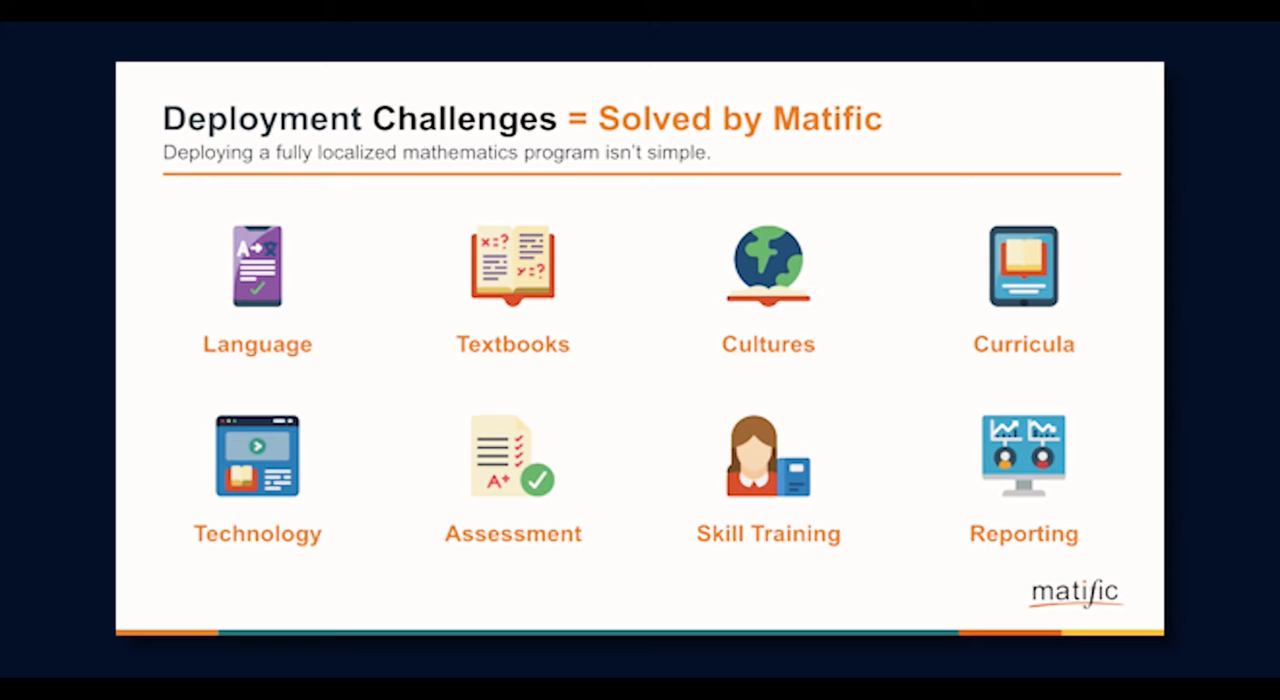 Deployment Challenges = Solved by Matific
Deploying a fully localized mathematics program isn't simple.
A→文
x=?
y=?
Language
Textbooks
Cultures
Curricula
A+
Technology
Assessment
Skill Training
Reporting
matific